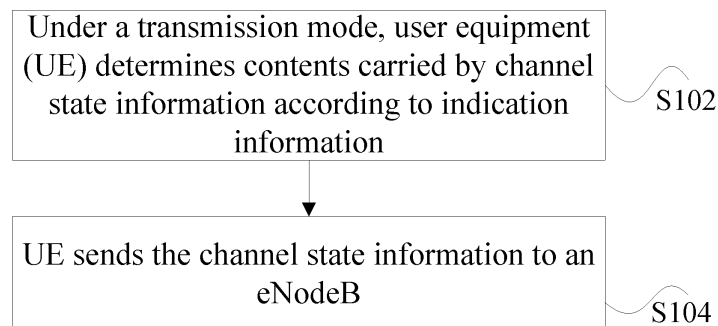 Under a transmission mode, user equipment
(UE) determines contents carried by channel
state information according to indication
information
S102
UE sends the channel state information to an
eNodeB
S104